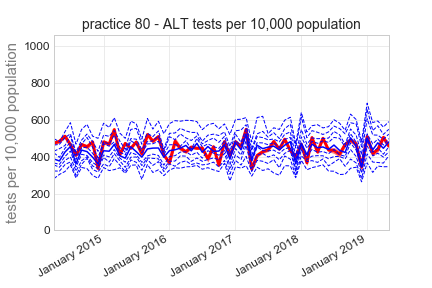 practice 80 - ALT tests per 10,000 population
tests per 10,000 population
1000
800
600
400
200
0
January 2015
January 2016
January 2017
January 2018
January 2019